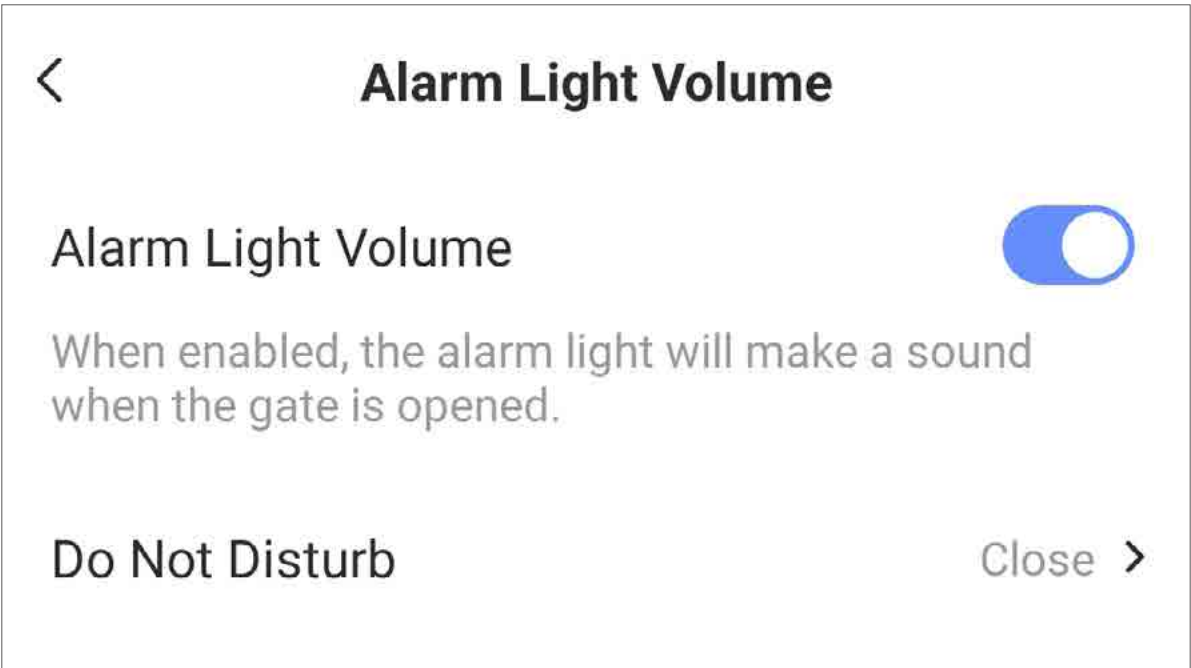 Alarm Light Volume
Alarm Light Volume
When enabled, the alarm light will make a sound
when the gate is opened.
Do Not Disturb Close